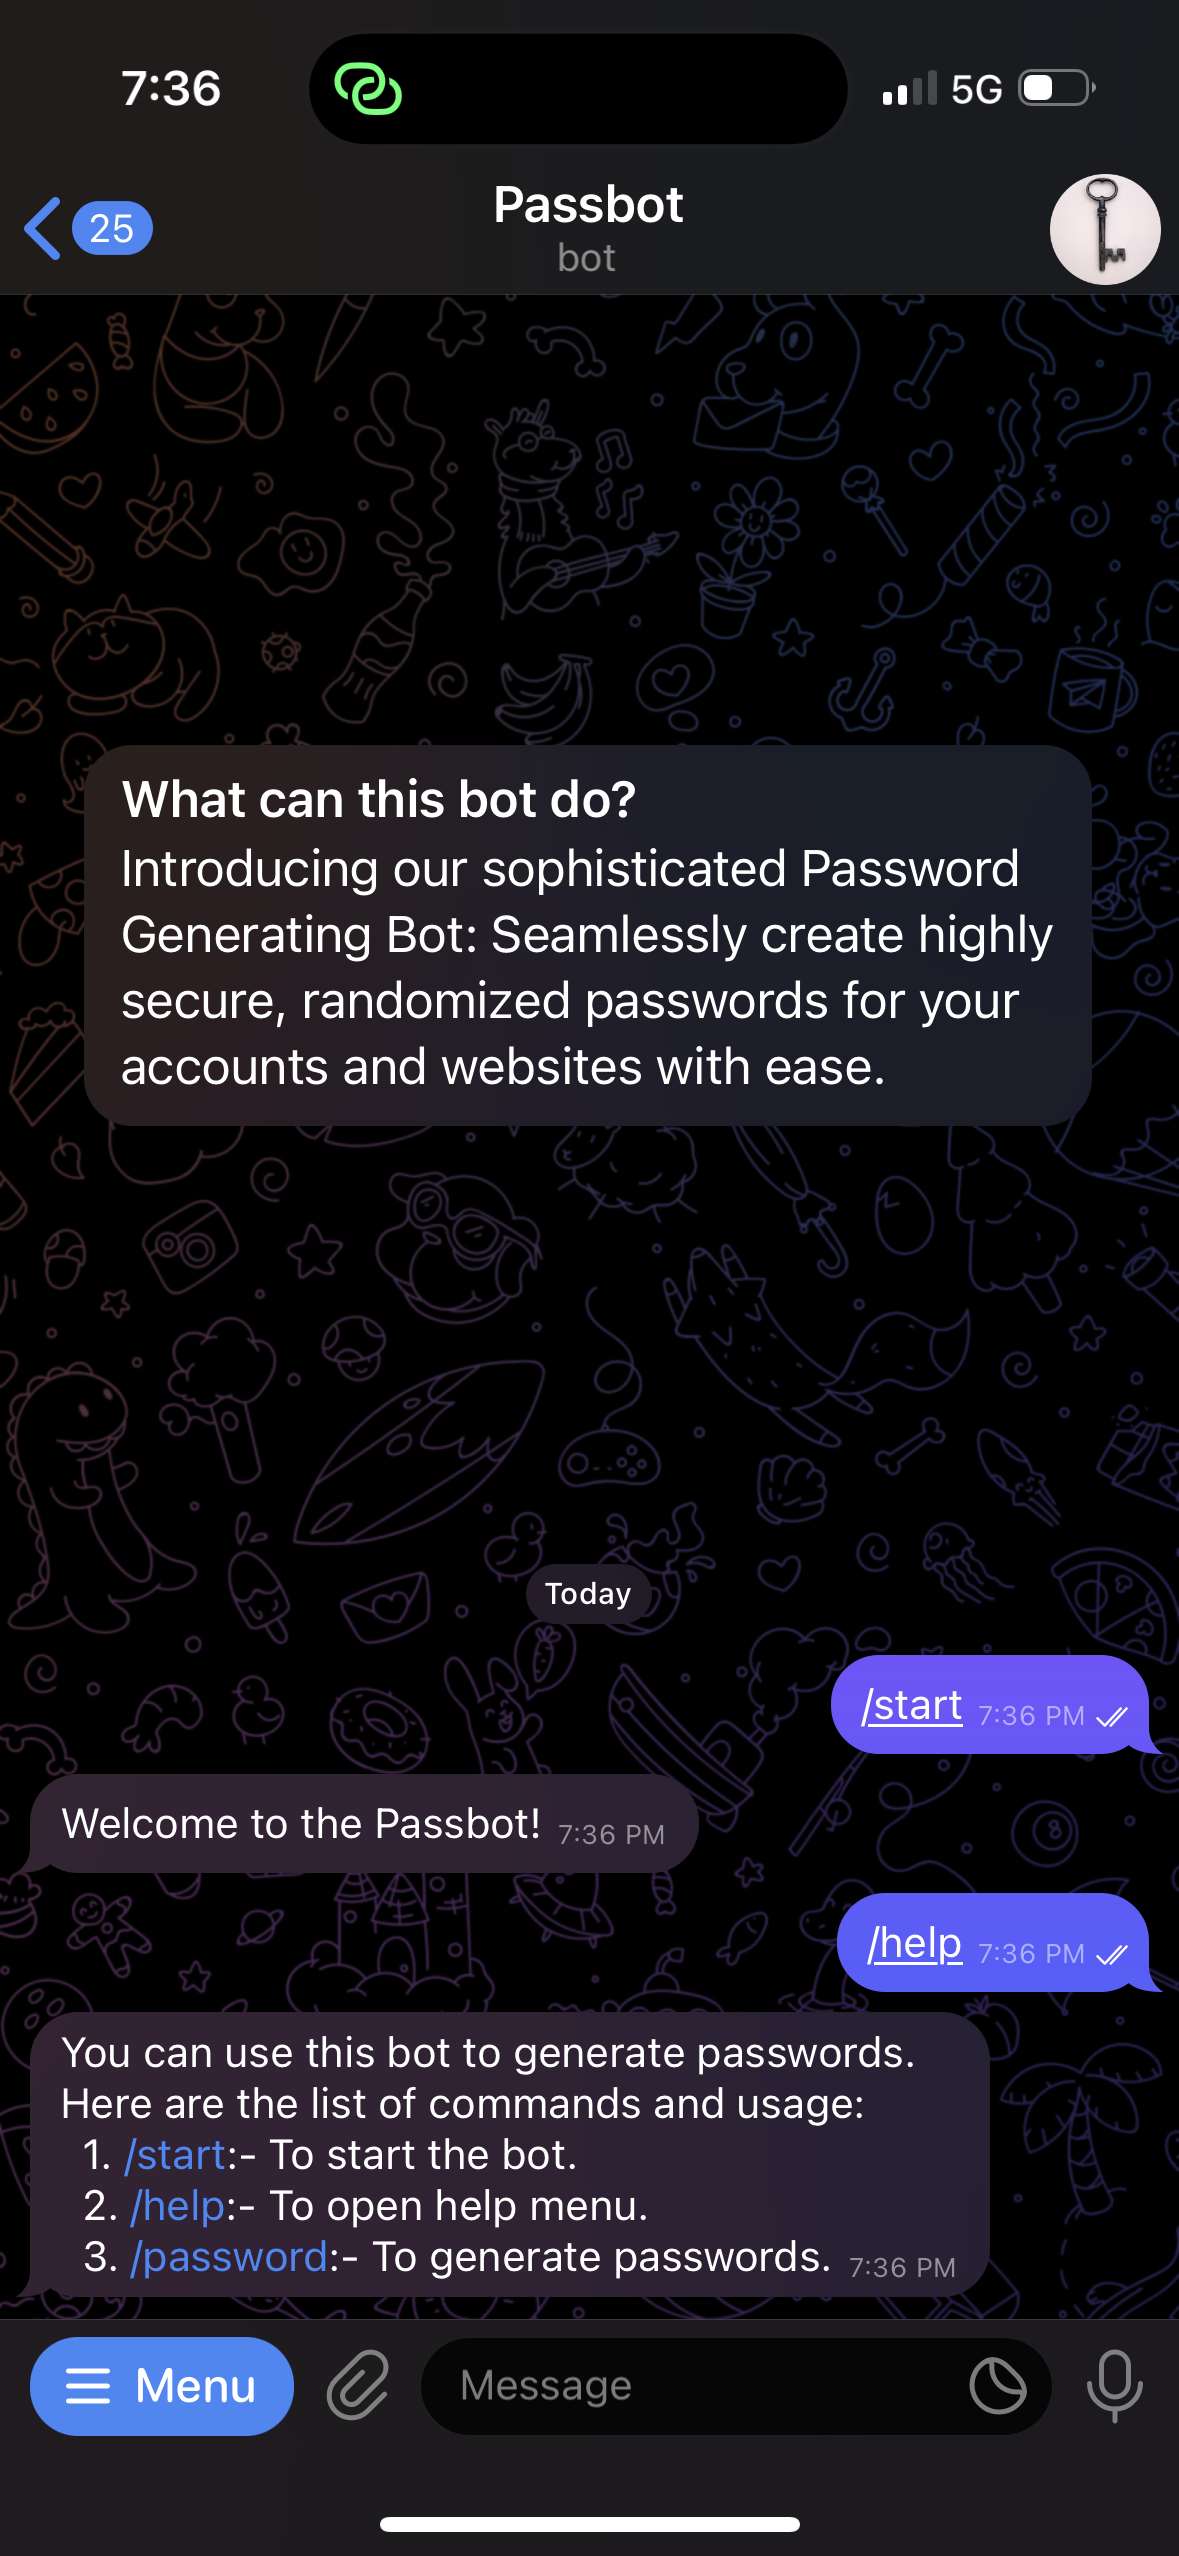 7:36
5G
25
Passbot
bot
What can this bot do?
Introducing our sophisticated Password
Generating Bot: Seamlessly create highly
secure, randomized passwords for your
accounts and websites with ease.
Today
/start 7:36 PM
Welcome to the Passbot! 7:36 PM
/help 7:36 PM
You can use this bot to generate passwords.
Here are the list of commands and usage:
1. /start:- To start the bot.
2. /help:- To open help menu.
3. /password:- To generate passwords. 7:36 PM
Menu
Message